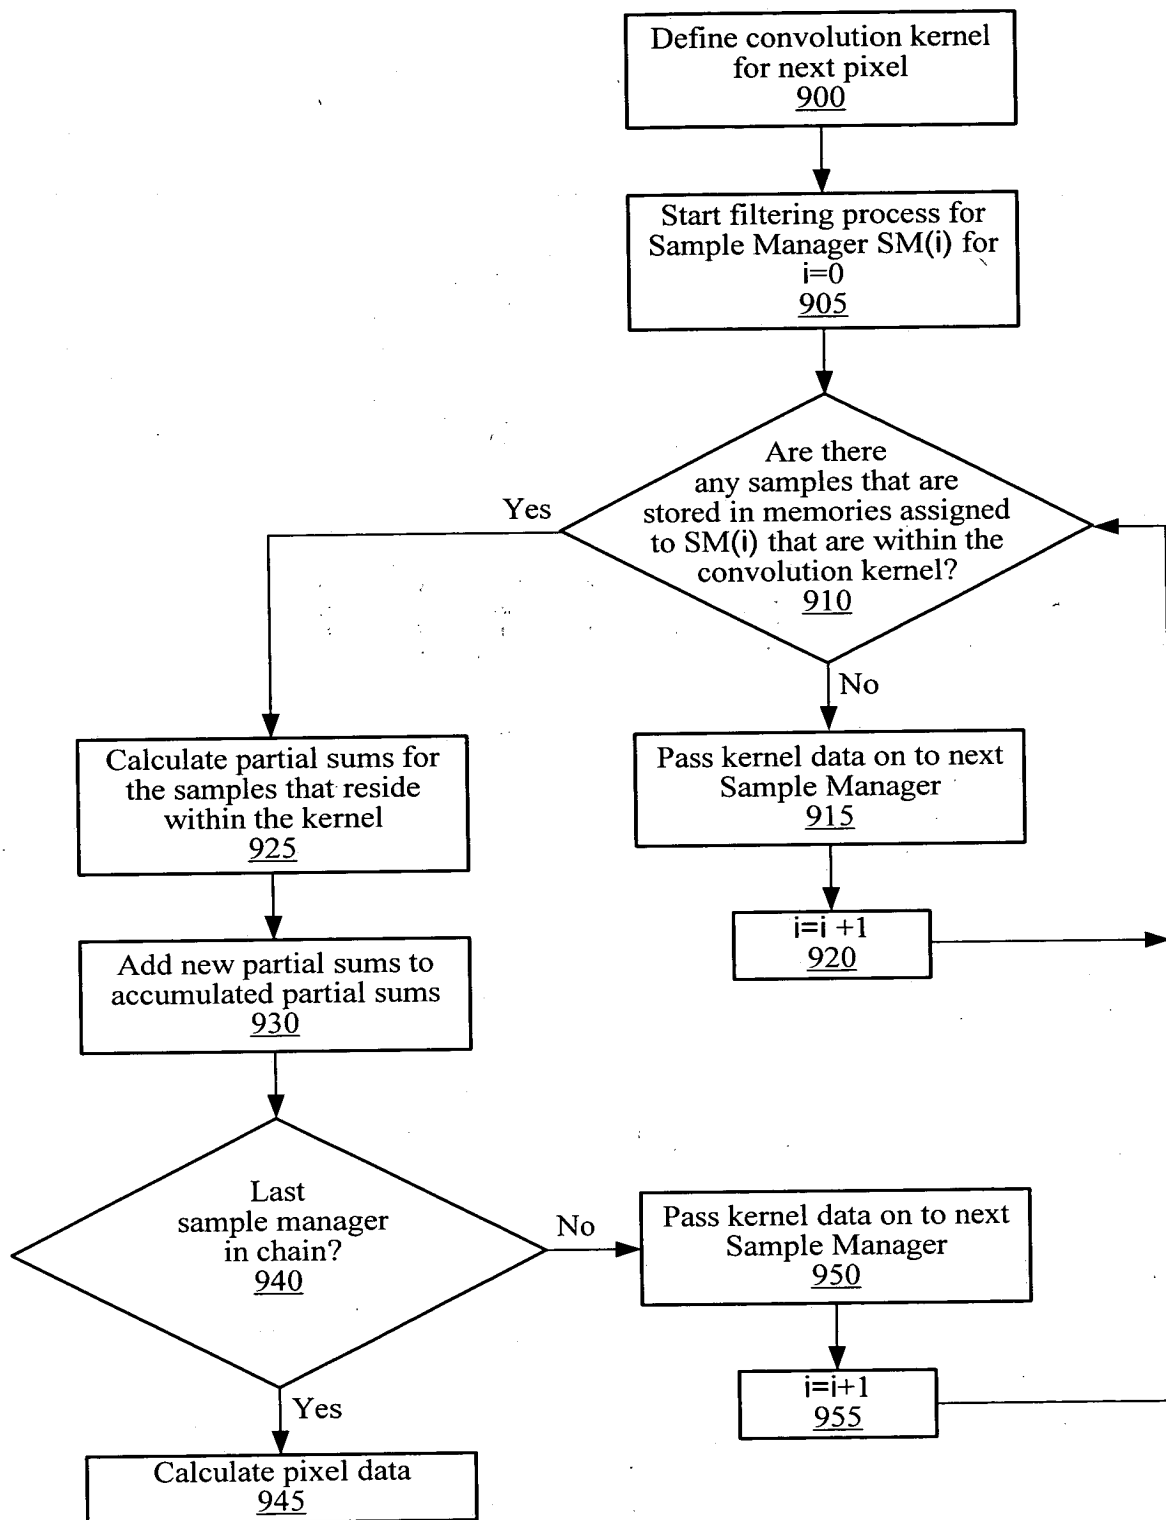 Define convolution kernel
for next pixel
900
Start filtering process for
Sample Manager SM(i) for
i=0
905
Are there
any samples that are
stored in memories assigned
to SM(i) that are within the
convolution kernel?
910
Yes
No
Pass kernel data on to next
Sample Manager
915
i=i +1
920
Calculate partial sums for
the samples that reside
within the kernel
925
Add new partial sums to
accumulated partial sums
930
Last
sample manager
in chain?
940
No
Pass kernel data on to next
Sample Manager
950
i=i+1
955
Yes
Calculate pixel data
945